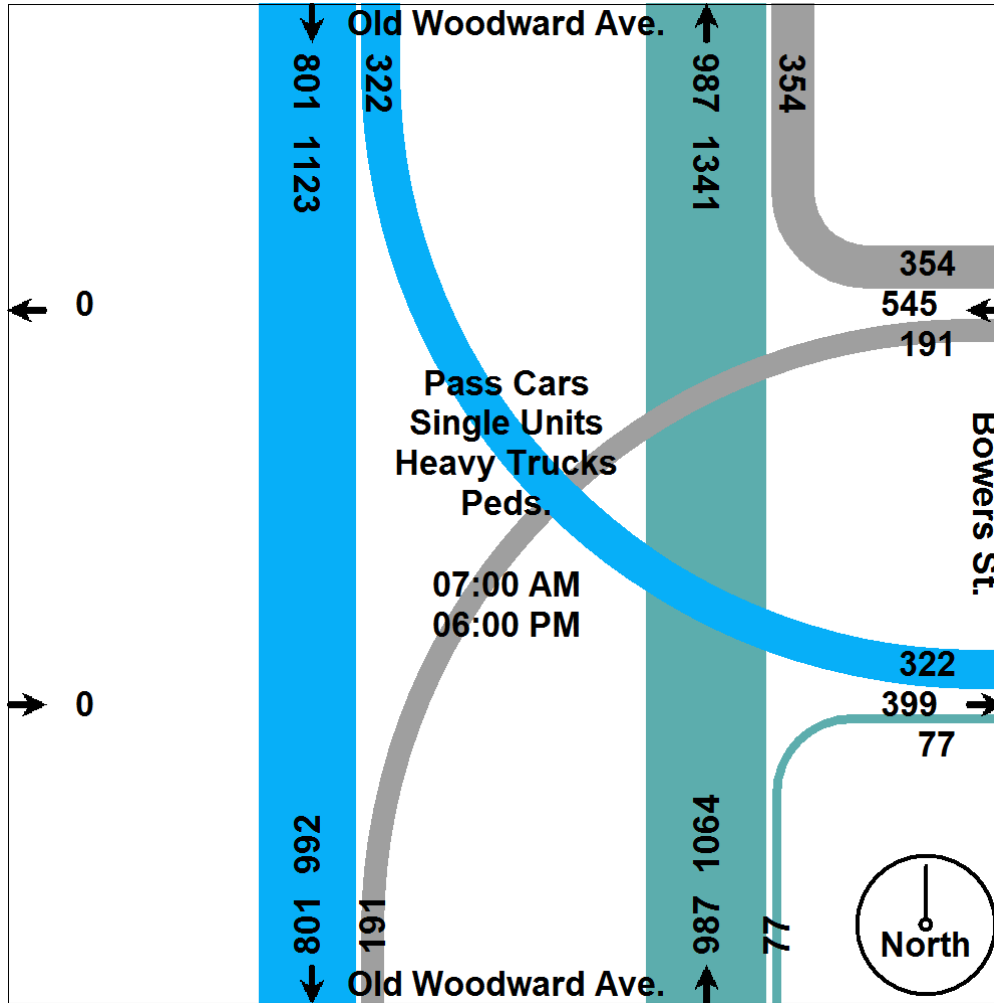 Old Woodward Ave.
801 1123
322
987 1341
354
354
0
545
191
Pass Cars
Single Units
Heavy Trucks
Peds.
Bowers St.
07:00 AM
06:00 PM
322
0
399
77
801 992
191
987 1094
77
North
Old Woodward Ave.